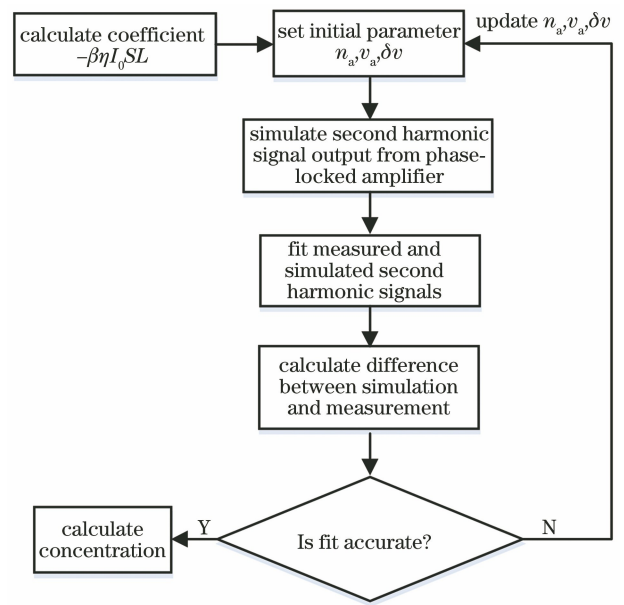 calculate coefficient
–βηI₀SL
set initial parameter
nₐ,vₐ,δv
update nₐ,vₐ,δv
simulate second harmonic
signal output from phase-
locked amplifier
fit measured and
simulated second
harmonic signals
calculate difference
between simulation
and measurement
Is fit accurate?
Y
N
calculate
concentration